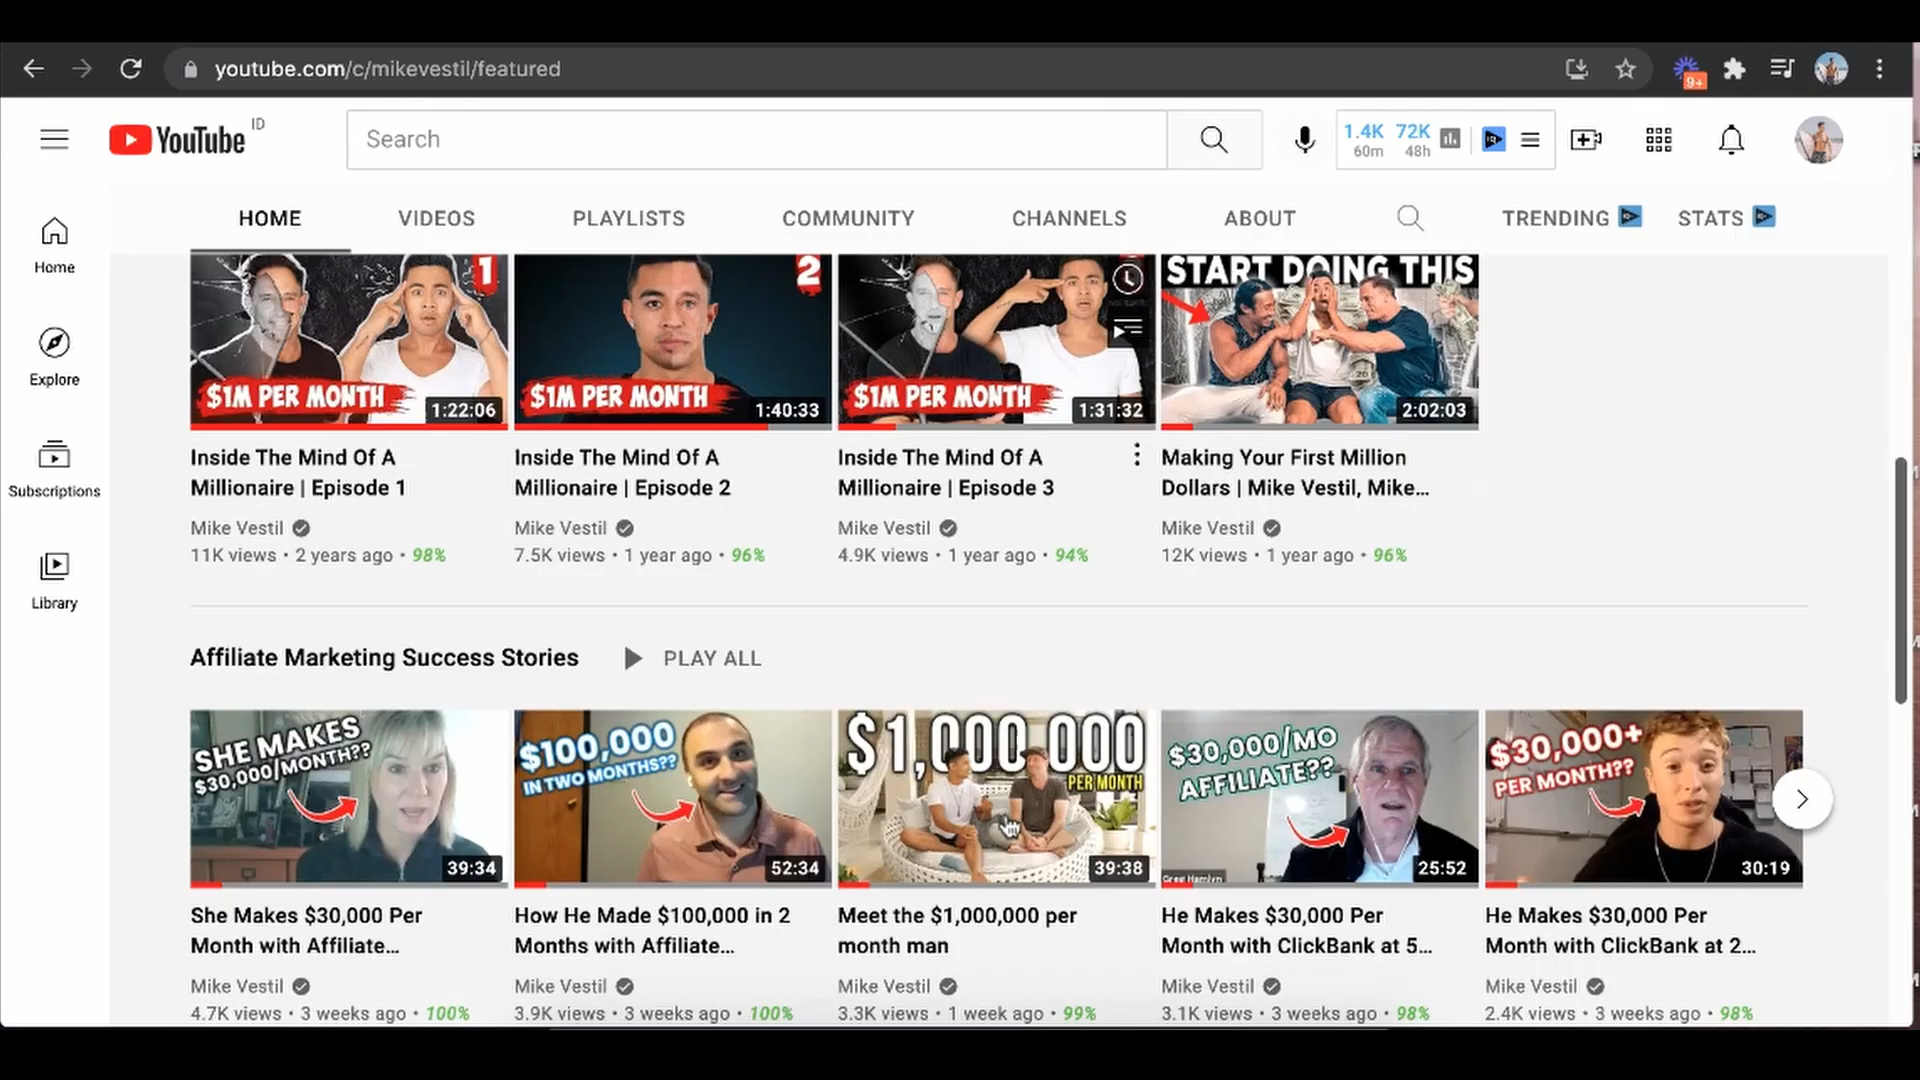 youtube.com/c/mikevestil/featured
9+
YouTube ID
Search
1.4K 72K
60m 48h
HOME VIDEOS PLAYLISTS COMMUNITY CHANNELS ABOUT TRENDING STATS
Home
Explore
Subscriptions
Library
1
$1M PER MONTH
1:22:06
2
$1M PER MONTH
1:40:33
$1M PER MONTH
1:31:32
START DOING THIS
2:02:03
Inside The Mind Of A
Millionaire | Episode 1
Mike Vestil
11K views • 2 years ago • 98%
Inside The Mind Of A
Millionaire | Episode 2
Mike Vestil
7.5K views • 1 year ago • 96%
Inside The Mind Of A
Millionaire | Episode 3
Mike Vestil
4.9K views • 1 year ago • 94%
Making Your First Million
Dollars | Mike Vestil, Mike...
Mike Vestil
12K views • 1 year ago • 96%
Affiliate Marketing Success Stories PLAY ALL
SHE MAKES
$30,000/MONTH??
39:34
$100,000
IN TWO MONTHS??
52:34
$1,000,000
PER MONTH
39:38
$30,000/MO
AFFILIATE??
Greg Hamlyn
25:52
$30,000+
PER MONTH??
30:19
She Makes $30,000 Per
Month with Affiliate...
Mike Vestil
4.7K views • 3 weeks ago • 100%
How He Made $100,000 in 2
Months with Affiliate...
Mike Vestil
3.9K views • 3 weeks ago • 100%
Meet the $1,000,000 per
month man
Mike Vestil
3.3K views • 1 week ago • 99%
He Makes $30,000 Per
Month with ClickBank at 5...
Mike Vestil
3.1K views • 3 weeks ago • 98%
He Makes $30,000 Per
Month with ClickBank at 2...
Mike Vestil
2.4K views • 3 weeks ago • 98%